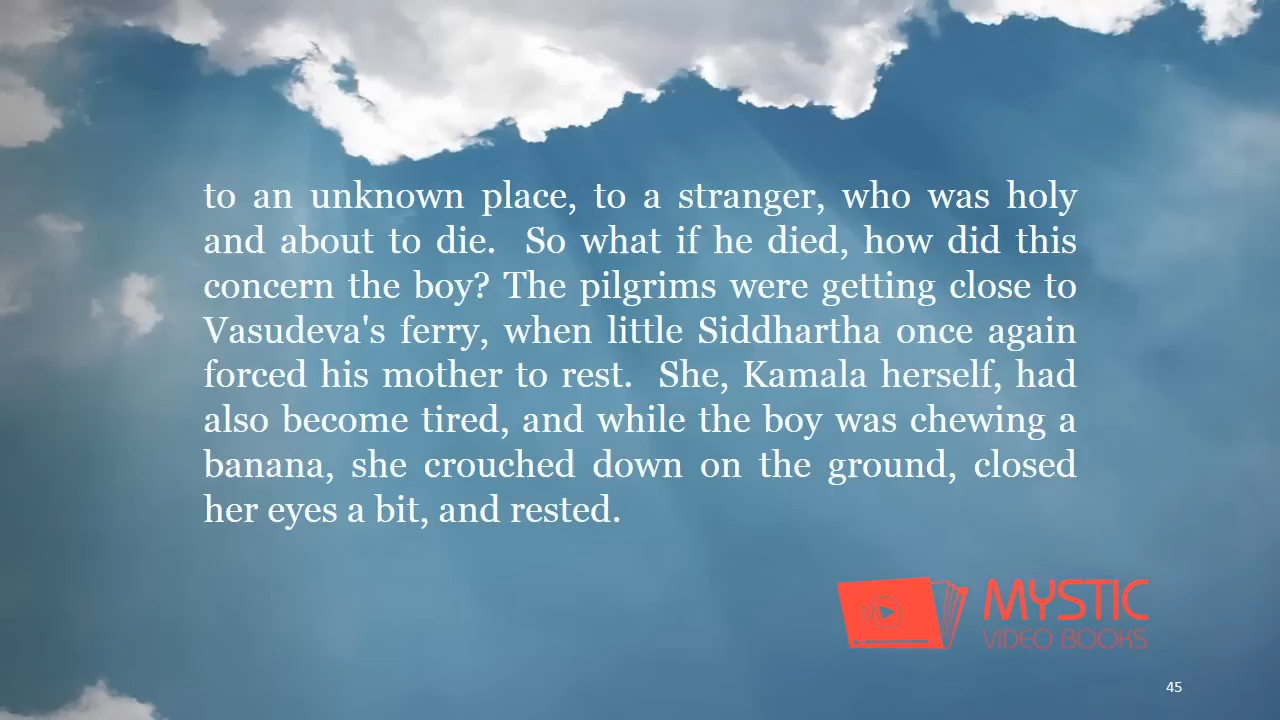 to an unknown place, to a stranger, who was holy
and about to die.  So what if he died, how did this
concern the boy? The pilgrims were getting close to
Vasudeva's ferry, when little Siddhartha once again
forced his mother to rest.  She, Kamala herself, had
also become tired, and while the boy was chewing a
banana, she crouched down on the ground, closed
her eyes a bit, and rested.
MYSTIC
VIDEO BOOKS
45